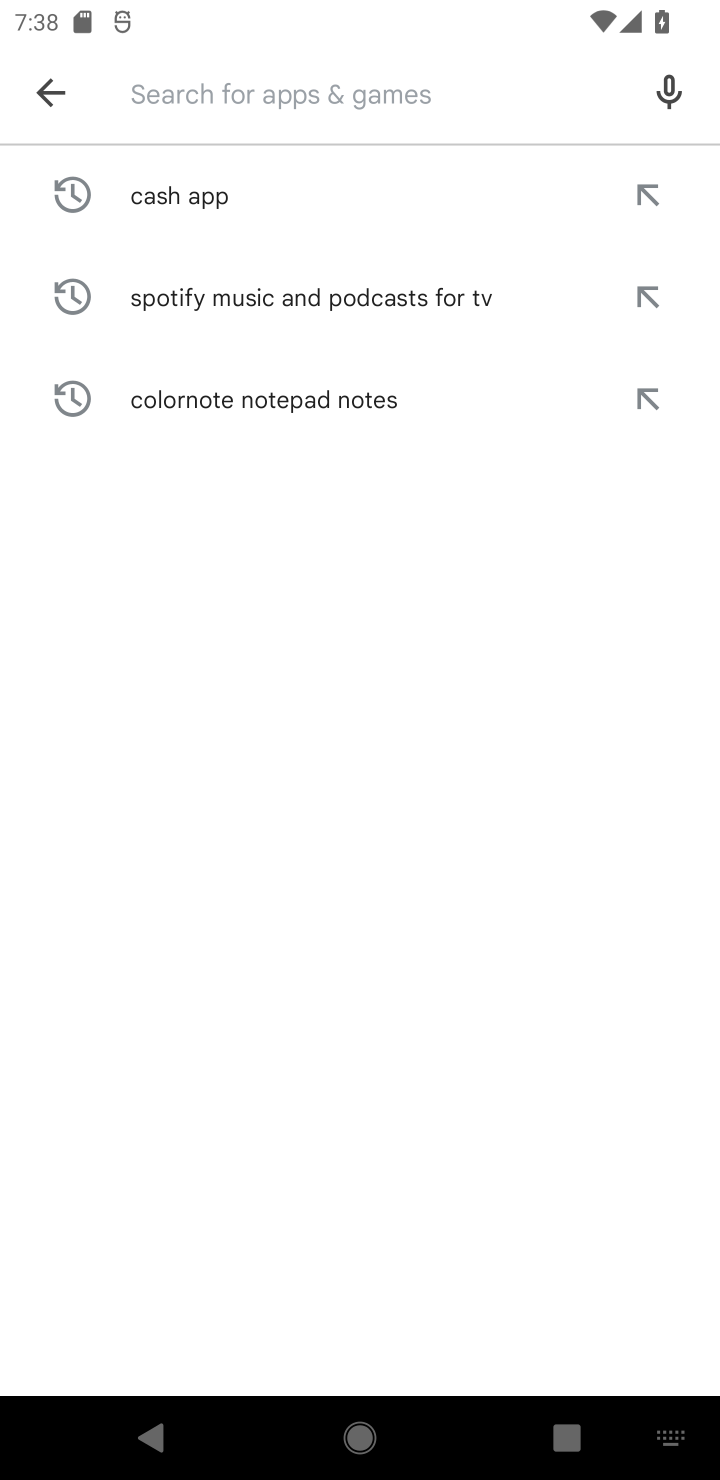 7:38
Search for apps & games
cash app
spotify music and podcasts for tv
colornote notepad notes